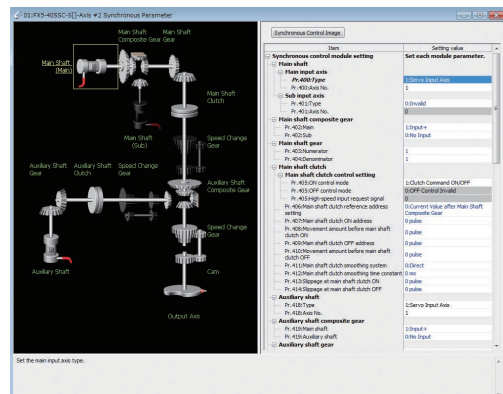 01:FX5-40SSC-S[]-Axis #2 Synchronous Parameter
Main Shaft
Composite Gear
Main Shaft
Gear
Main Shaft
(Main)
Main Shaft
Clutch
Main Shaft
(Sub)
Speed Change
Gear
Auxiliary Shaft
Gear
Auxiliary Shaft
Clutch
Speed Change
Gear
Auxiliary Shaft
Composite Gear
Speed Change
Gear
Auxiliary Shaft
Cam
Output Axis
Synchronous Control Image
Item Setting value
Synchronous control module setting Set each module parameter.
Main shaft
Main input axis
Pr.400:Type 1:Servo Input Axis
Pr.400:Axis No. 1
Sub input axis
Pr.401:Type 0:Invalid
Pr.401:Axis No. 0
Main shaft composite gear
Pr.402:Main 1:Input+
Pr.402:Sub 0:No Input
Main shaft gear
Pr.403:Numerator 1
Pr.404:Denominator 1
Main shaft clutch
Main shaft clutch control setting
Pr.405:ON control mode 1:Clutch Command ON/OFF
Pr.405:OFF control mode 0:OFF Control Invalid
Pr.405:High-speed input request signal 0
Pr.406:Main shaft clutch reference address setting 0:Current Value after Main Shaft Composite Gear
Pr.407:Main shaft clutch ON address 0 pulse
Pr.408:Movement amount before main shaft clutch ON 0 pulse
Pr.409:Main shaft clutch OFF address 0 pulse
Pr.410:Movement amount before main shaft clutch OFF 0 pulse
Pr.411:Main shaft clutch smoothing system 0:Direct
Pr.412:Main shaft clutch smoothing time constant 0 ms
Pr.413:Slippage at main shaft clutch ON 0 pulse
Pr.414:Slippage at main shaft clutch OFF 0 pulse
Auxiliary shaft
Pr.418:Type 1:Servo Input Axis
Pr.418:Axis No. 1
Auxiliary shaft composite gear
Pr.419:Main shaft 1:Input+
Pr.419:Auxiliary shaft 0:No Input
Auxiliary shaft gear
Set the main input axis type.